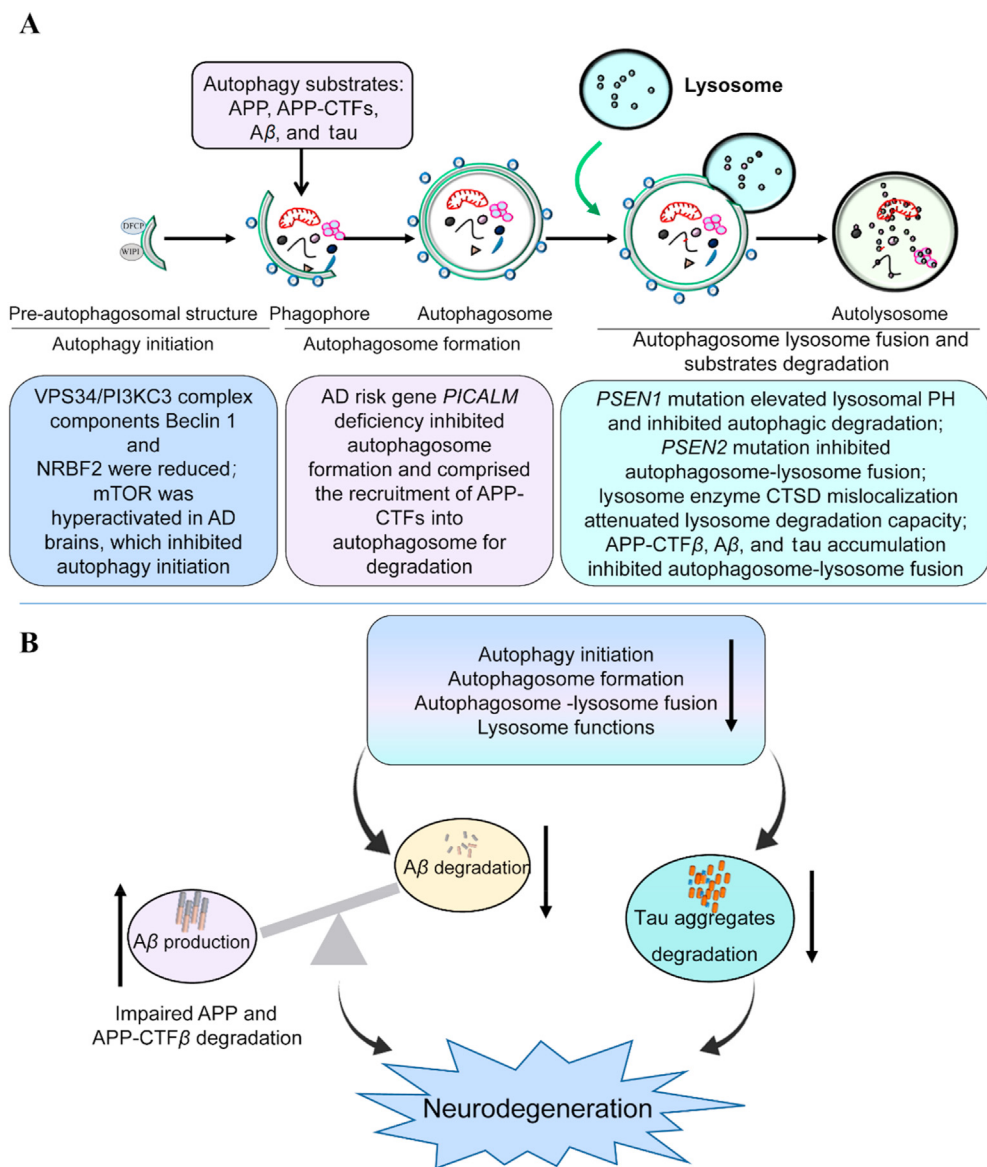 A
Autophagy substrates:
APP, APP-CTFs,
Aβ, and tau
Lysosome
DFCP
WIPI
Pre-autophagosomal structure
Phagophore
Autophagosome
Autolysosome
Autophagy initiation
Autophagosome formation
Autophagosome lysosome fusion and
substrates degradation
VPS34/PI3KC3 complex
components Beclin 1
and
NRBF2 were reduced;
mTOR was
hyperactivated in AD
brains, which inhibited
autophagy initiation
AD risk gene PICALM
deficiency inhibited
autophagosome
formation and comprised
the recruitment of APP-
CTFs into
autophagosome for
degradation
PSEN1 mutation elevated lysosomal PH
and inhibited autophagic degradation;
PSEN2 mutation inhibited
autophagosome-lysosome fusion;
lysosome enzyme CTSD mislocalization
attenuated lysosome degradation capacity;
APP-CTFβ, Aβ, and tau accumulation
inhibited autophagosome-lysosome fusion
B
Autophagy initiation
Autophagosome formation
Autophagosome -lysosome fusion
Lysosome functions
Aβ degradation
Aβ production
Tau aggregates
degradation
Impaired APP and
APP-CTFβ degradation
Neurodegeneration